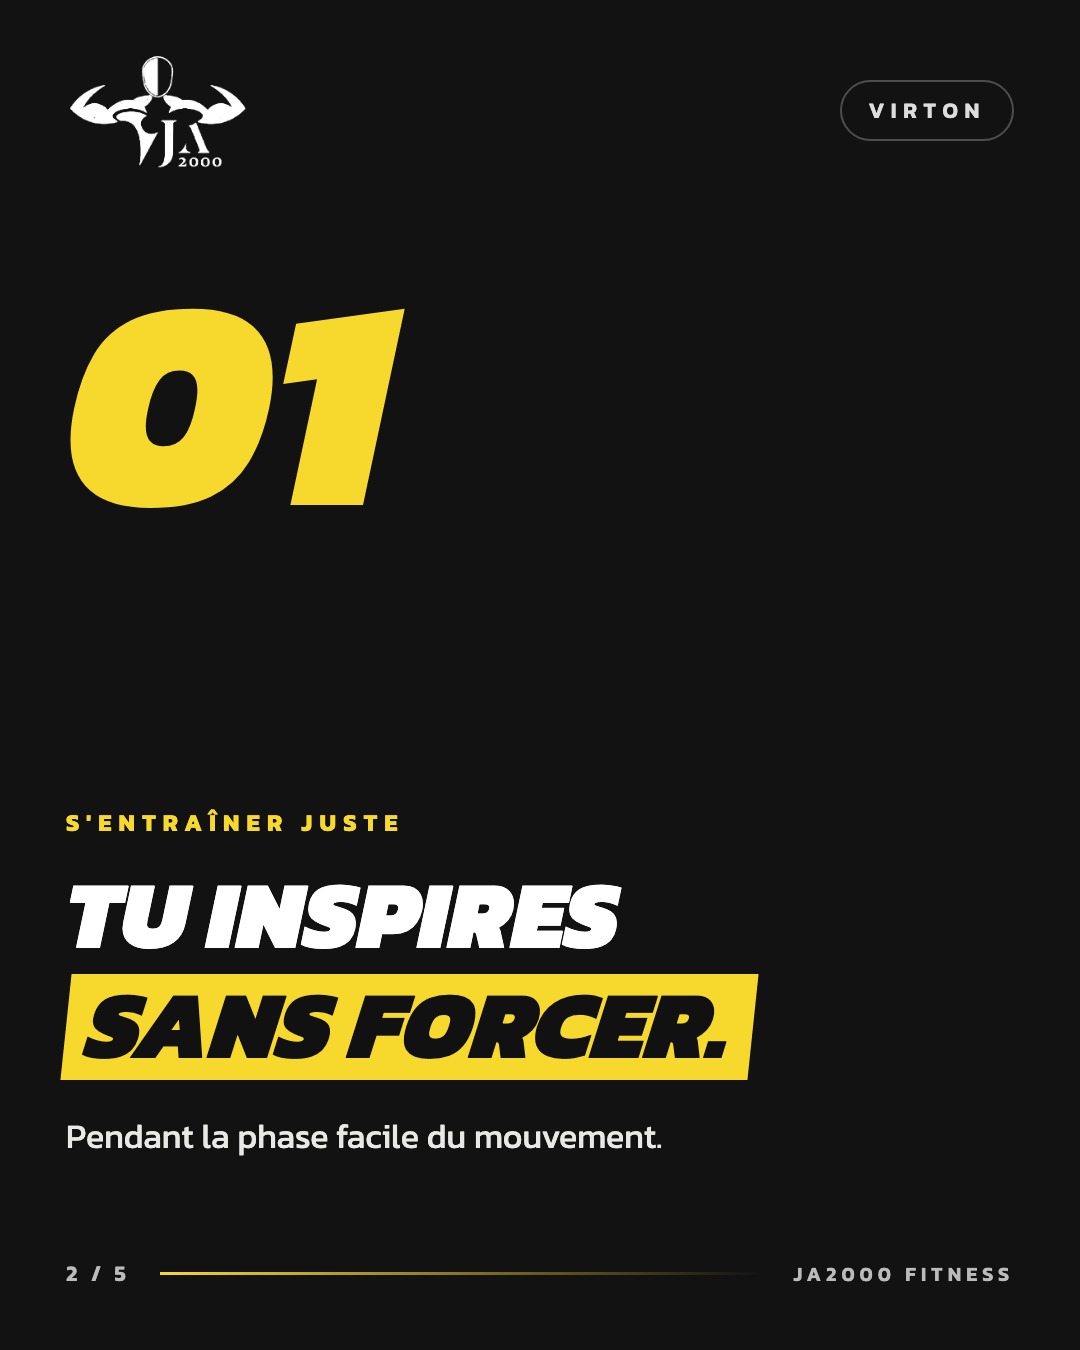 JA
2000
VIRTON
01
S'ENTRAÎNER JUSTE
TU INSPIRES
SANS FORCER.
Pendant la phase facile du mouvement.
2 / 5
JA2000 FITNESS